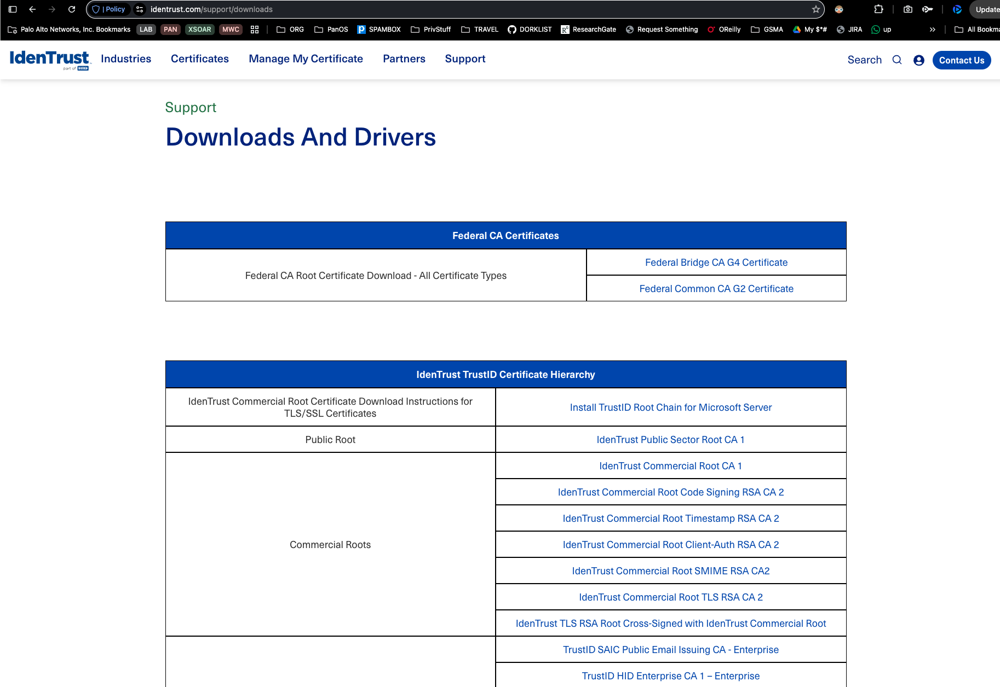 | Policy
identrust.com/support/downloads
Update
Palo Alto Networks, Inc. Bookmarks LAB PAN XSOAR MWC ORG PanOS SPAMBOX PrivStuff TRAVEL DORKLIST ResearchGate Request Something OReilly GSMA My $*# JIRA up » All Bookma
IdenTrust
part of HID
Industries Certificates Manage My Certificate Partners Support Search Contact Us
Support
Downloads And Drivers
Federal CA Certificates
Federal CA Root Certificate Download - All Certificate Types
Federal Bridge CA G4 Certificate
Federal Common CA G2 Certificate
IdenTrust TrustID Certificate Hierarchy
IdenTrust Commercial Root Certificate Download Instructions for
TLS/SSL Certificates
Install TrustID Root Chain for Microsoft Server
Public Root
IdenTrust Public Sector Root CA 1
Commercial Roots
IdenTrust Commercial Root CA 1
IdenTrust Commercial Root Code Signing RSA CA 2
IdenTrust Commercial Root Timestamp RSA CA 2
IdenTrust Commercial Root Client-Auth RSA CA 2
IdenTrust Commercial Root SMIME RSA CA2
IdenTrust Commercial Root TLS RSA CA 2
IdenTrust TLS RSA Root Cross-Signed with IdenTrust Commercial Root
TrustID SAIC Public Email Issuing CA - Enterprise
TrustID HID Enterprise CA 1 – Enterprise